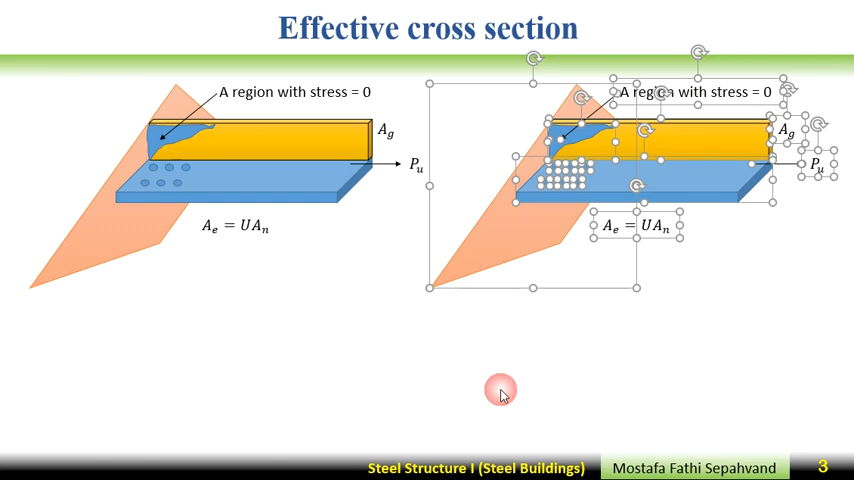 Effective cross section
A region with stress = 0
A_g
P_u
A_e = UA_n
A region with stress = 0
A_g
P_u
A_e = UA_n
Steel Structure I (Steel Buildings)
Mostafa Fathi Sepahvand
3